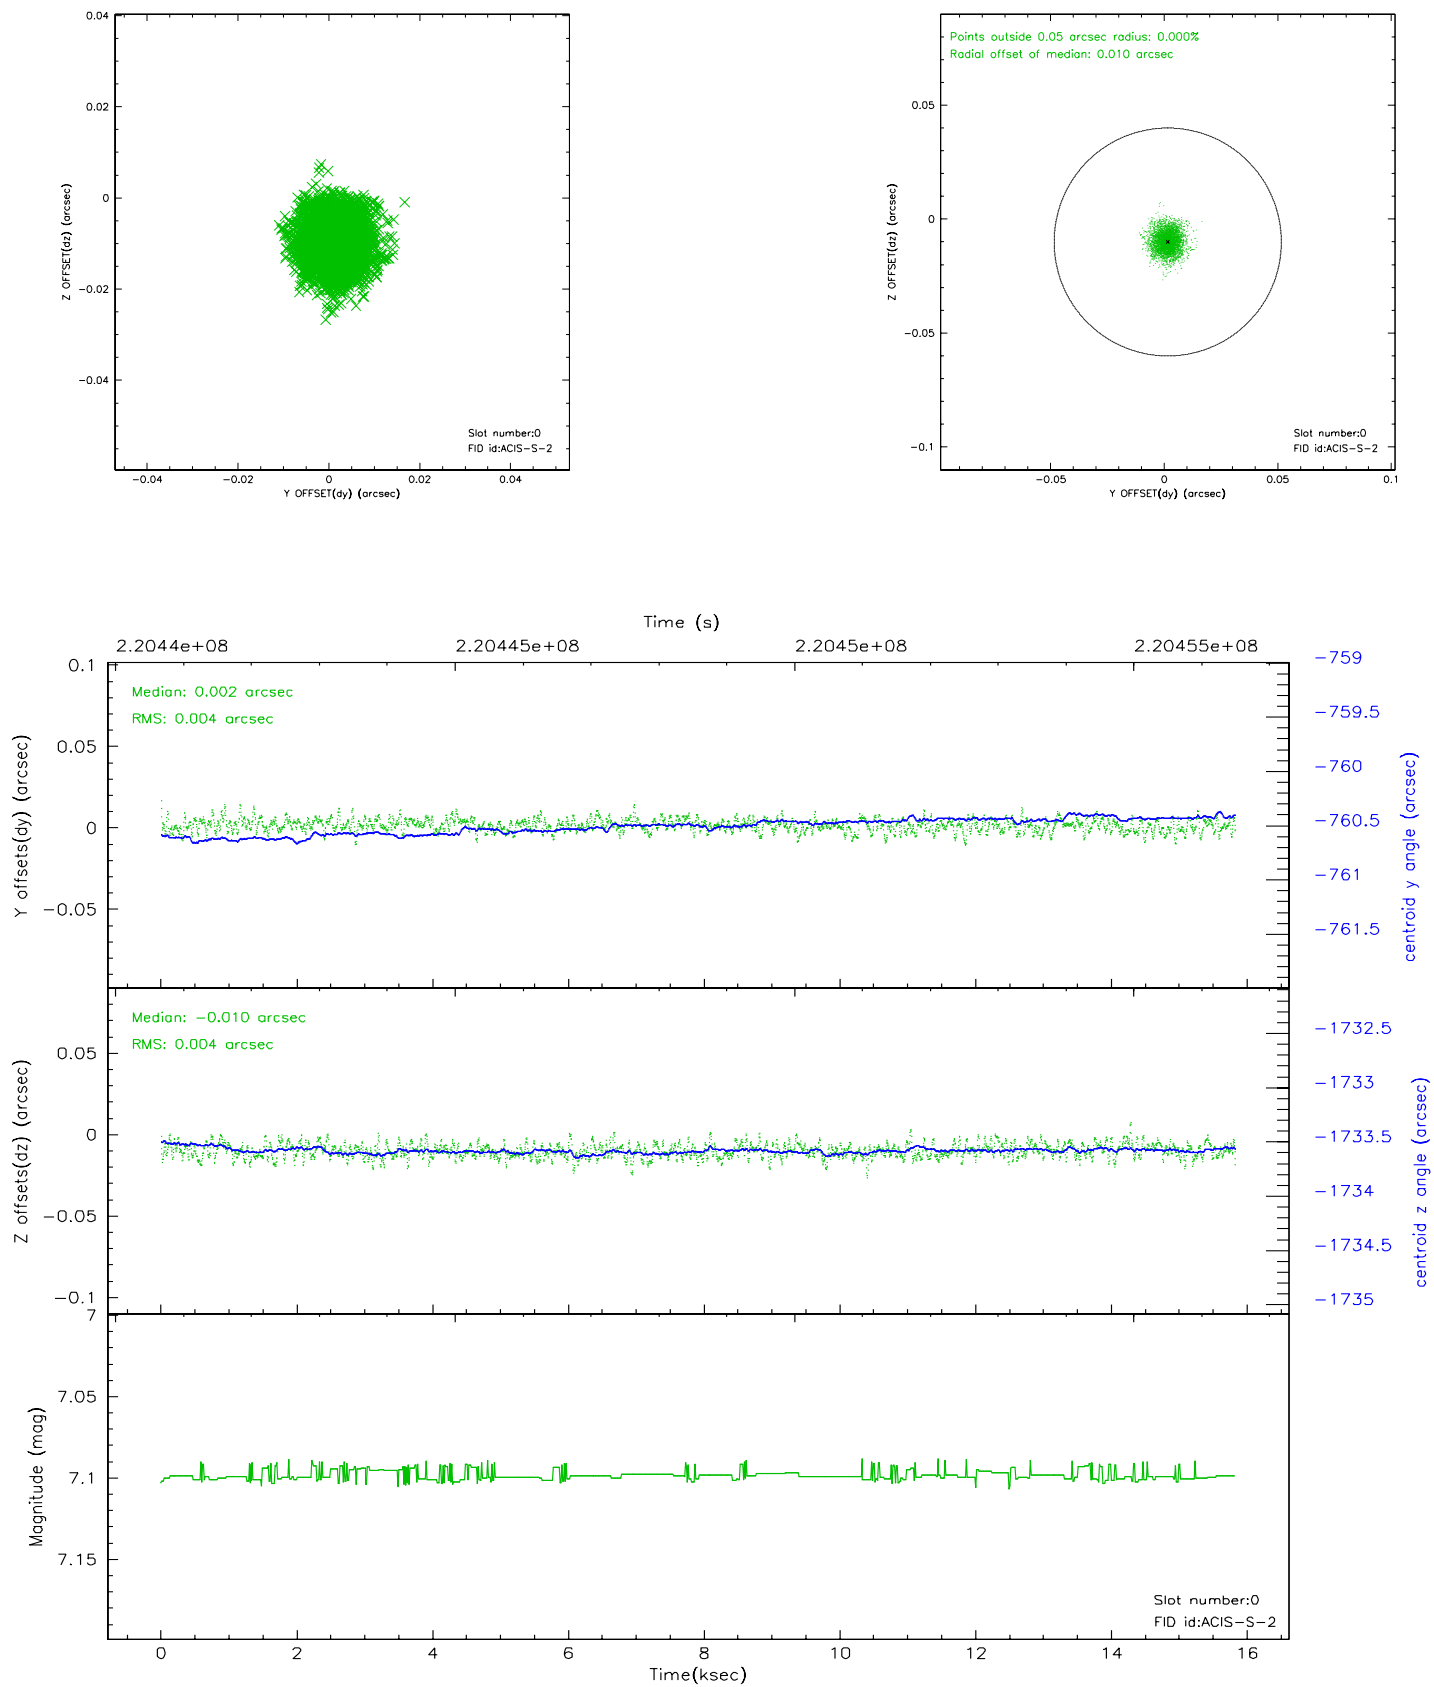 0.04
0.02
0
−0.02
−0.04
Z OFFSET(dz) (arcsec)
Slot number:0
FID id:ACIS−S−2
−0.04
−0.02
0
0.02
0.04
Y OFFSET(dy) (arcsec)
Points outside 0.05 arcsec radius: 0.000%
Radial offset of median: 0.010 arcsec
0.05
0
−0.05
−0.1
Z OFFSET(dz) (arcsec)
Slot number:0
FID id:ACIS−S−2
−0.05
0
0.05
0.1
Y OFFSET(dy) (arcsec)
Time (s)
2.2044e+08
2.20445e+08
2.2045e+08
2.20455e+08
0.1
0.05
0
−0.05
Y offsets(dy) (arcsec)
Median: 0.002 arcsec
RMS: 0.004 arcsec
−759
−759.5
−760
−760.5
−761
−761.5
centroid y angle (arcsec)
0.05
0
−0.05
−0.1
Z offsets(dz) (arcsec)
Median: −0.010 arcsec
RMS: 0.004 arcsec
−1732.5
−1733
−1733.5
−1734
−1734.5
−1735
centroid z angle (arcsec)
7
7.05
7.1
7.15
Magnitude (mag)
Slot number:0
FID id:ACIS−S−2
0
2
4
6
8
10
12
14
16
Time(ksec)